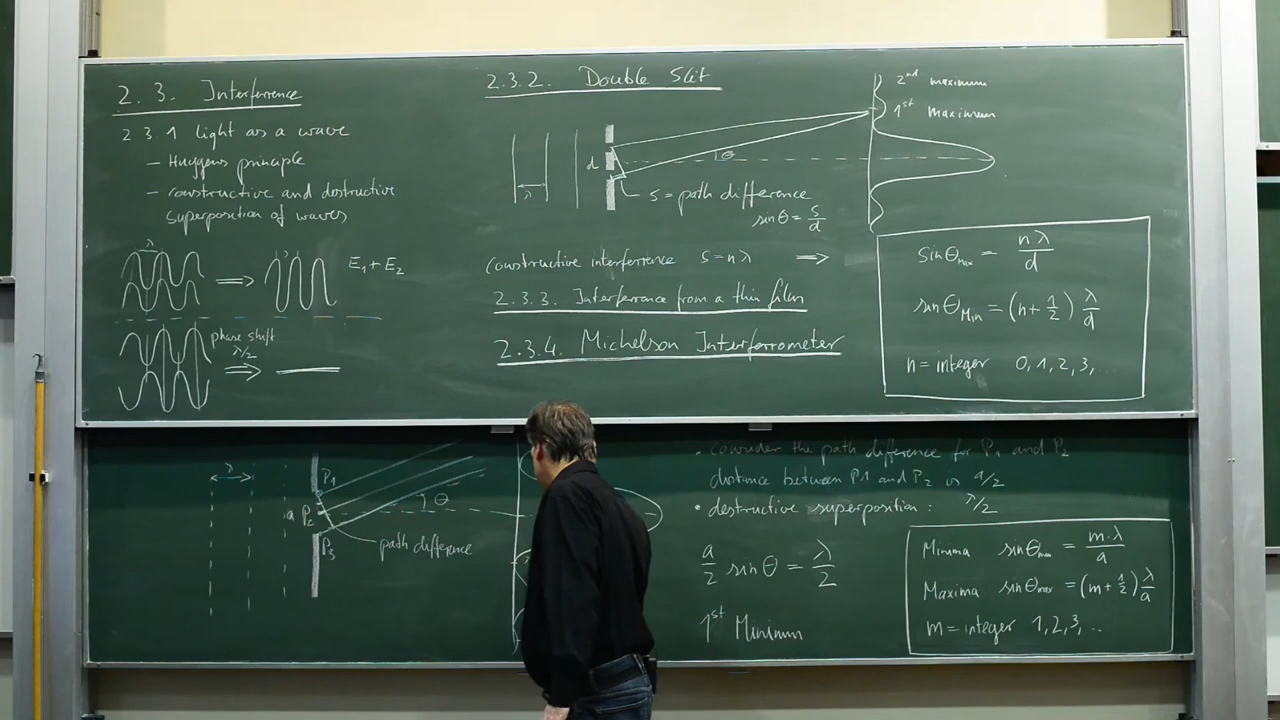 2.3. Interference
2.3.1 Light as a wave
– Huygens principle
– constructive and destructive
superposition of waves
λ
E₁ + E₂
phase shift
λ/2
2.3.2. Double Slit
2nd maximum
1st maximum
d
θ
λ
s = path difference
sin θ = s/d
Constructive interference s = n λ ⟹
2.3.3. Interference from a thin film
2.3.4. Michelson Interferrometer
sin θMax = nλ/d
sin θMin = (n + 1/2) λ/d
n = integer 0, 1, 2, 3,
λ
P₁
a P₂
θ
P₃
path difference
• consider the path difference for P₁ and P₂
distance between P1 and P₂ is a/2
• destructive superposition: λ/2
a/2 sin θ = λ/2
1st Minimum
Minima sin θmin = m·λ/a
Maxima sin θmax = (m + 1/2) λ/a
m = integer 1, 2, 3, ..